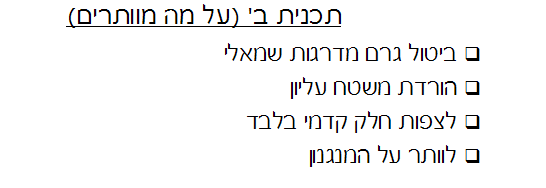 תכנית ב' (על מה מוותרים)
❑ ביטול גרם מדרגות שמאלי
❑ הורדת משטח עליון
❑ לצפות חלק קדמי בלבד
❑ לוותר על המנגנון